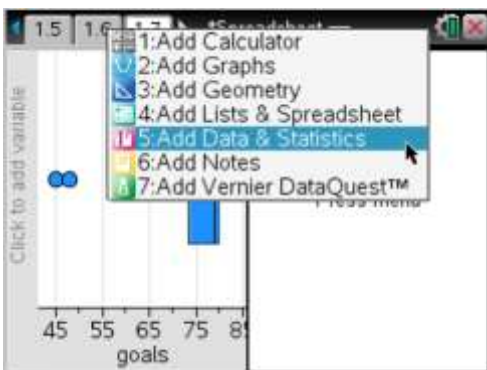 1.5 1.6 1.7 *Spreadsheet
1:Add Calculator
2:Add Graphs
3:Add Geometry
4:Add Lists & Spreadsheet
5:Add Data & Statistics
6:Add Notes
7:Add Vernier DataQuest™
Press menu
Click to add variable
45 55 65 75 8
goals